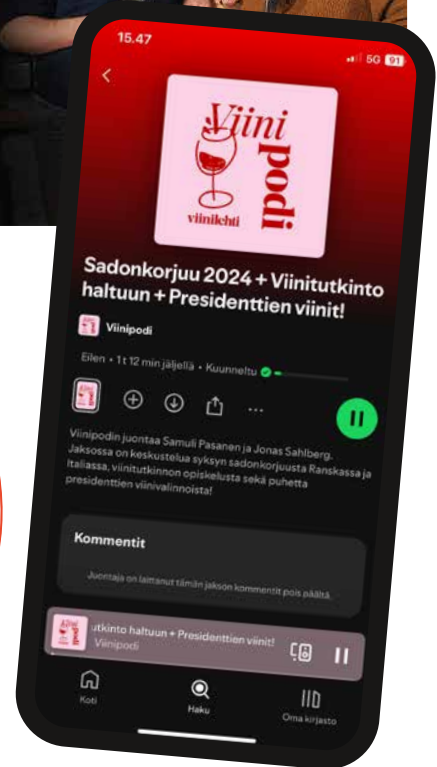 15.47
5G 91
Viini
podi
viinilehti
Sadonkorjuu 2024 + Viinitutkinto
haltuun + Presidenttien viinit!
Viinipodi
Eilen • 1 t 12 min jäljellä • Kuunneltu
Viinipodin juontaa Samuli Pasanen ja Jonas Sahlberg.
Jaksossa on keskustelua syksyn sadonkorjuusta Ranskassa ja
Italiassa, viinitutkinnon opiskelusta sekä puhetta
presidenttien viinivalinnoista!
Kommentit
Juontaja on laittanut tämän jakson kommentit pois päältä.
utkinto haltuun + Presidenttien viinit!
Viinipodi
Koti
Haku
Oma kirjasto